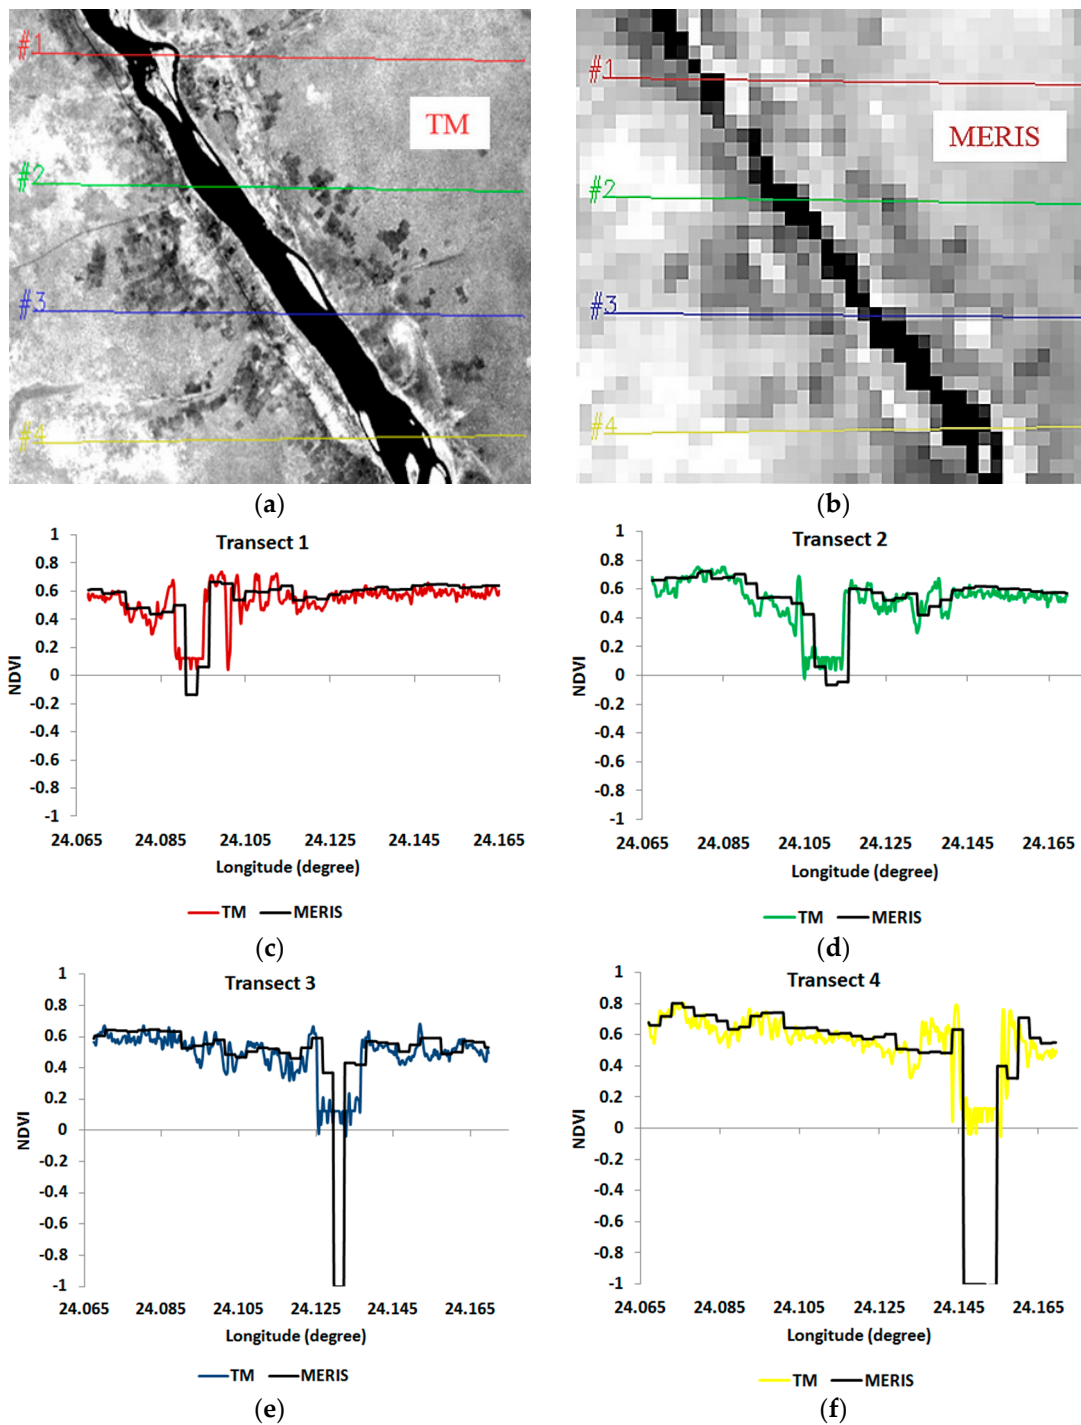 #1
TM
#2
#3
#4
(a)
#1
MERIS
#2
#3
#4
(b)
Transect 1
1
0.8
0.6
0.4
0.2
0
-0.2
-0.4
-0.6
-0.8
-1
NDVI
24.065 24.085 24.105 24.125 24.145 24.165
Longitude (degree)
TM MERIS
(c)
Transect 2
1
0.8
0.6
0.4
0.2
0
-0.2
-0.4
-0.6
-0.8
-1
NDVI
24.065 24.085 24.105 24.125 24.145 24.165
Longitude (degree)
TM MERIS
(d)
Transect 3
1
0.8
0.6
0.4
0.2
0
-0.2
-0.4
-0.6
-0.8
-1
NDVI
24.065 24.085 24.105 24.125 24.145 24.165
Longitude (degree)
TM MERIS
(e)
Transect 4
1
0.8
0.6
0.4
0.2
0
-0.2
-0.4
-0.6
-0.8
-1
NDVI
24.065 24.085 24.105 24.125 24.145 24.165
Longitude (degree)
TM MERIS
(f)